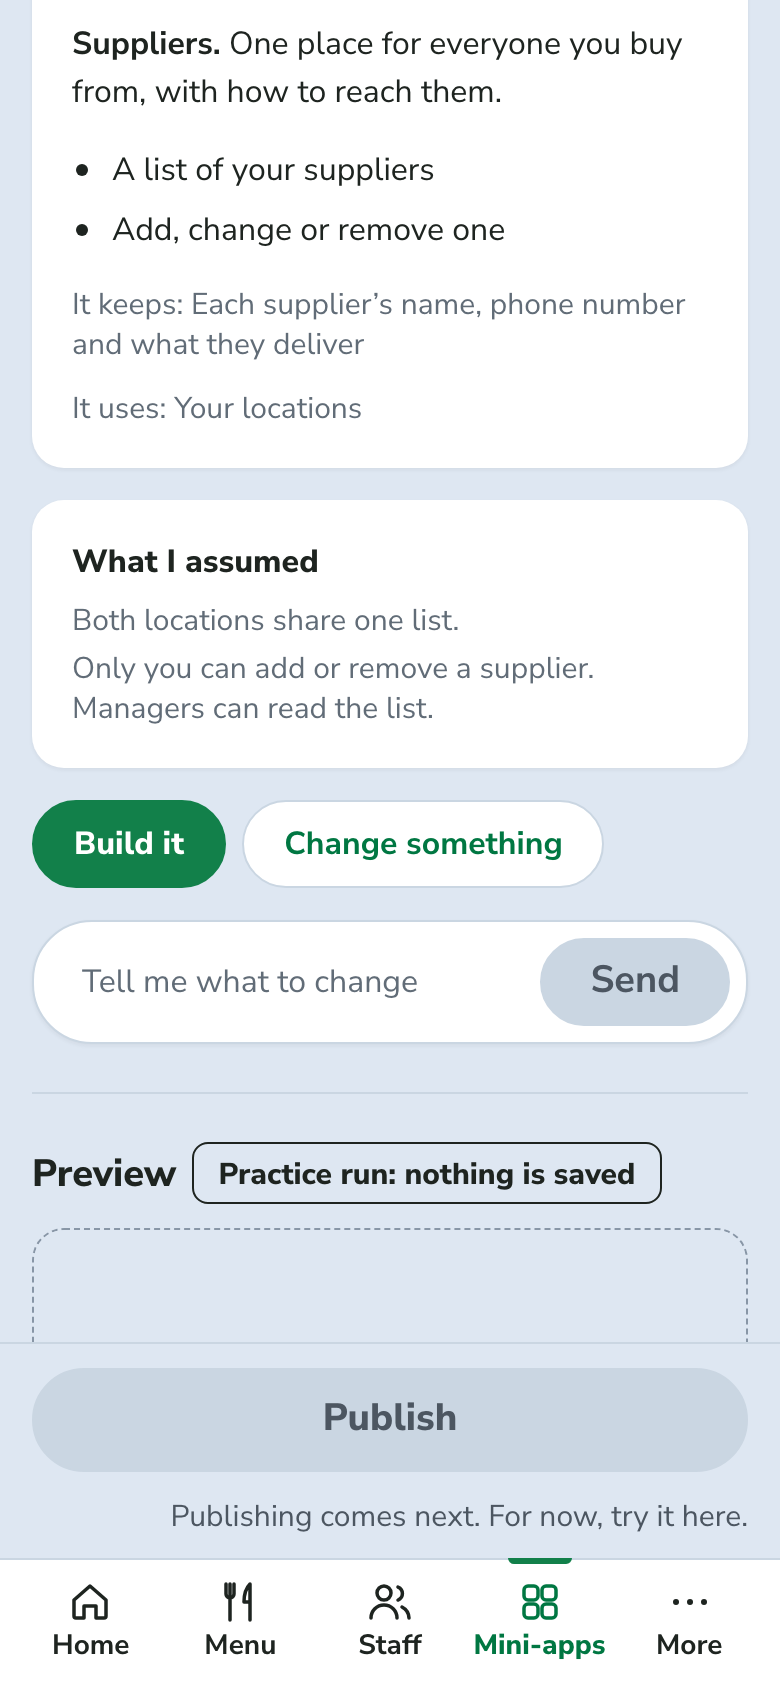 Suppliers. One place for everyone you buy
from, with how to reach them.
• A list of your suppliers
• Add, change or remove one
It keeps: Each supplier’s name, phone number
and what they deliver
It uses: Your locations
What I assumed
Both locations share one list.
Only you can add or remove a supplier.
Managers can read the list.
Build it
Change something
Tell me what to change
Send
Preview
Practice run: nothing is saved
Publish
Publishing comes next. For now, try it here.
Home
Menu
Staff
Mini-apps
More